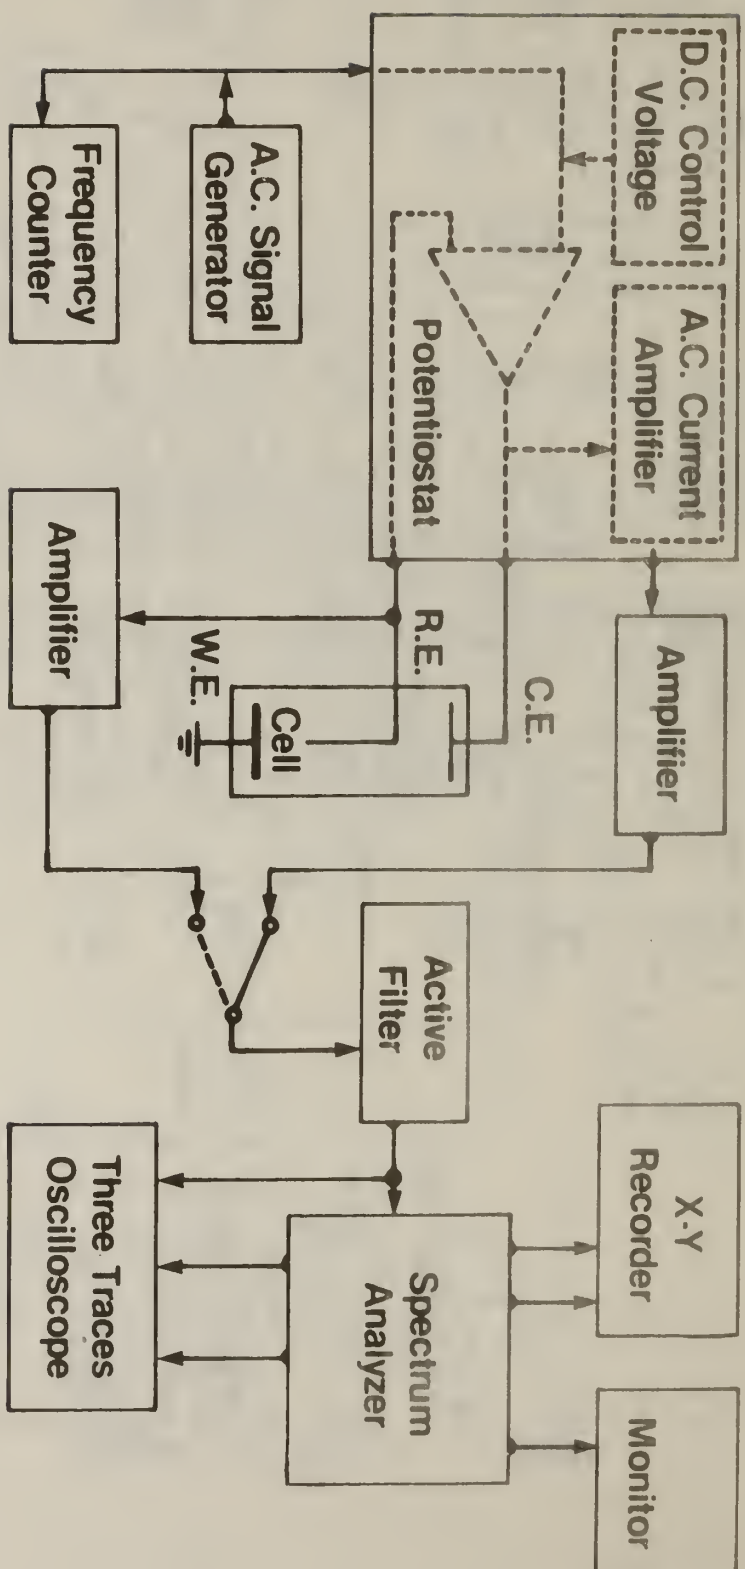 D.C. Control
Voltage
A.C. Current
Amplifier
Potentiostat
A.C. Signal
Generator
Frequency
Counter
Amplifier
C.E.
R.E.
Cell
W.E.
Amplifier
Active
Filter
X-Y
Recorder
Monitor
Spectrum
Analyzer
Three Traces
Oscilloscope